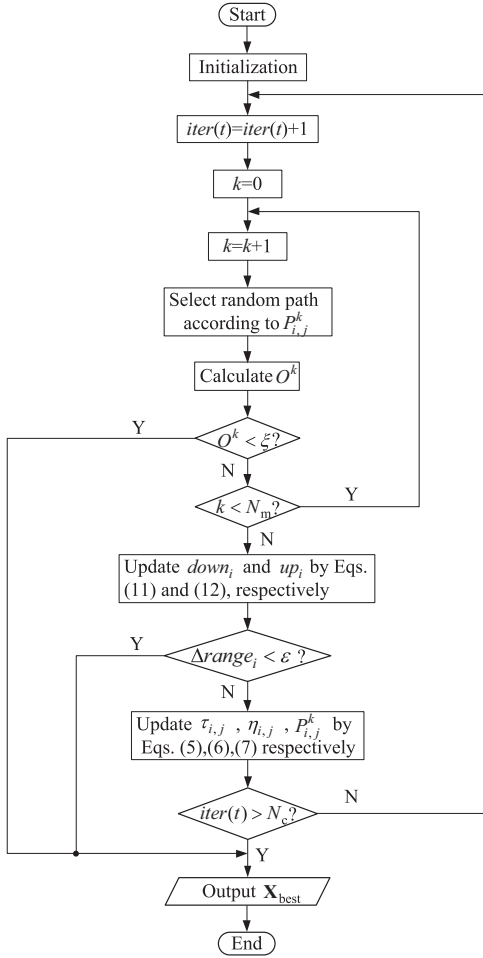 Start
Initialization
iter(t)=iter(t)+1
k=0
k=k+1
Select random path
according to P^k_{i,j}
Calculate O^k
Y
O^k < ξ?
N
k < N_m?
Y
N
Update down_i and up_i by Eqs.
(11) and (12), respectively
Y
Δrange_i < ε ?
N
Update τ_{i,j} , η_{i,j} , P^k_{i,j} by
Eqs. (5),(6),(7) respectively
iter(t) > N_c?
N
Y
Output X_best
End